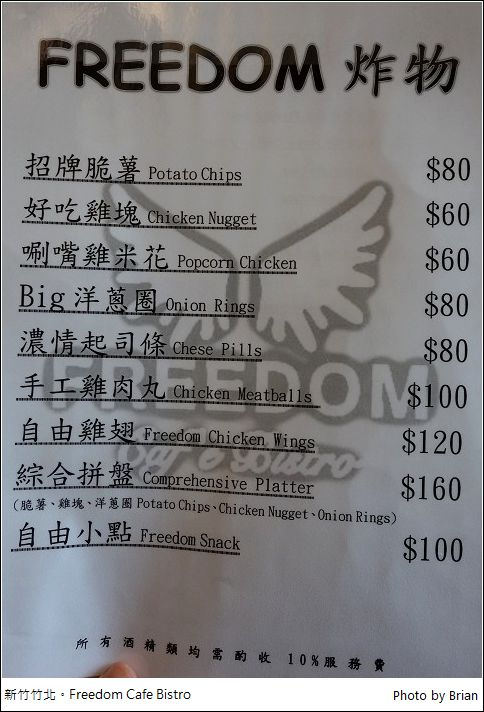 FREEDOM 炸物
招牌脆薯 Potato Chips $80
好吃雞塊 Chicken Nugget $60
唰嘴雞米花 Popcorn Chicken $60
Big 洋蔥圈 Onion Rings $80
濃情起司條 Chese Pills $80
手工雞肉丸 Chicken Meatballs $100
自由雞翅 Freedom Chicken Wings $120
綜合拼盤 Comprehensive Platter $160
(脆薯、雞塊、洋蔥圈 Potato Chips、Chicken Nugget、Onion Rings)
自由小點 Freedom Snack $100
FREEDOM
Cafe Bistro
所有酒精類均需酌收 10%服務費
新竹竹北。Freedom Cafe Bistro Photo by Brian